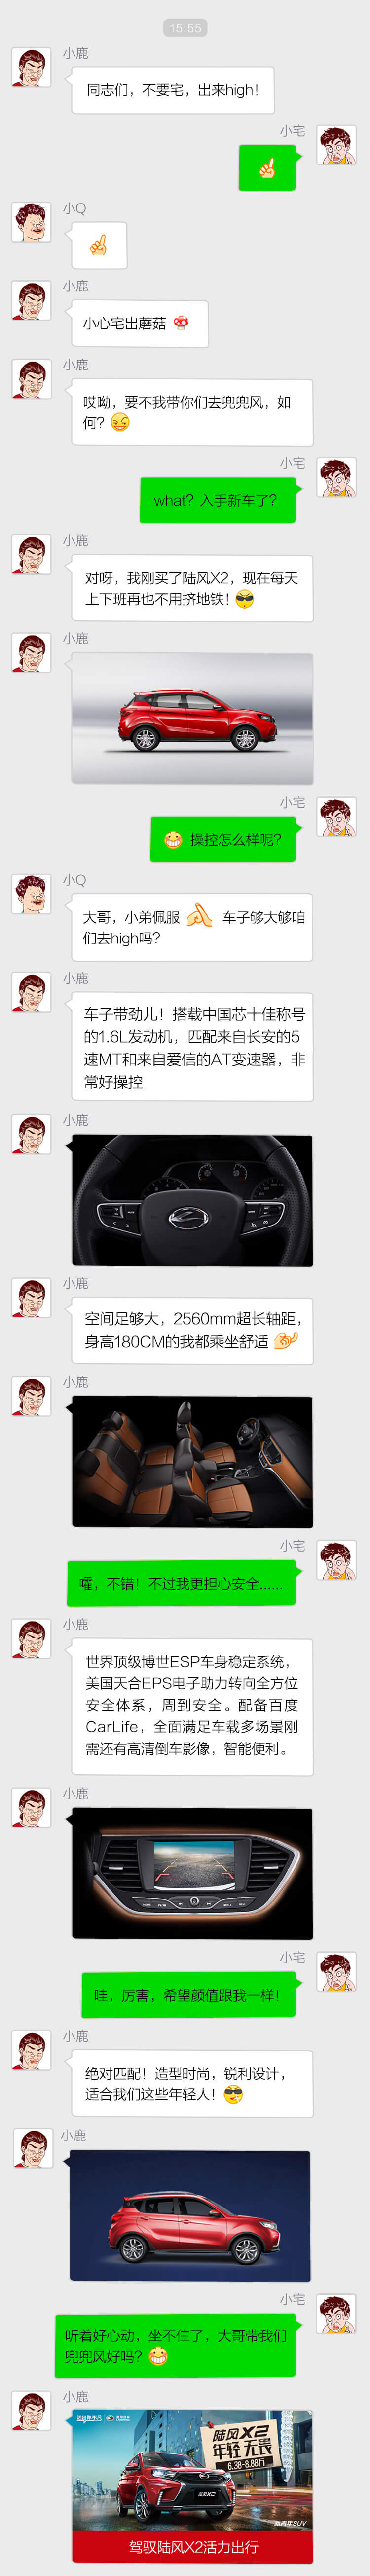 15:55
小鹿
同志们，不要宅，出来high！
小宅
小Q
小鹿
小心宅出蘑菇
小鹿
哎呦，要不我带你们去兜兜风，如
何？
小宅
what？入手新车了？
小鹿
对呀，我刚买了陆风X2，现在每天
上下班再也不用挤地铁！
小鹿
小宅
操控怎么样呢？
小Q
大哥，小弟佩服 车子够大够咱
们去high吗？
小鹿
车子带劲儿！搭载中国芯十佳称号
的1.6L发动机，匹配来自长安的5
速MT和来自爱信的AT变速器，非
常好操控
小鹿
小鹿
空间足够大，2560mm超长轴距，
身高180CM的我都乘坐舒适
小鹿
小宅
嚯，不错！不过我更担心安全......
小鹿
世界顶级博世ESP车身稳定系统，
美国天合EPS电子助力转向全方位
安全体系，周到安全。配备百度
CarLife，全面满足车载多场景刚
需还有高清倒车影像，智能便利。
小鹿
小宅
哇，厉害，希望颜值跟我一样！
小鹿
绝对匹配！造型时尚，锐利设计，
适合我们这些年轻人！
小鹿
小宅
听着好心动，坐不住了，大哥带我们
兜兜风好吗？
小鹿
陆风X2
年轻 无畏
6.38-8.88万
陆风X2
驾驭陆风X2活力出行